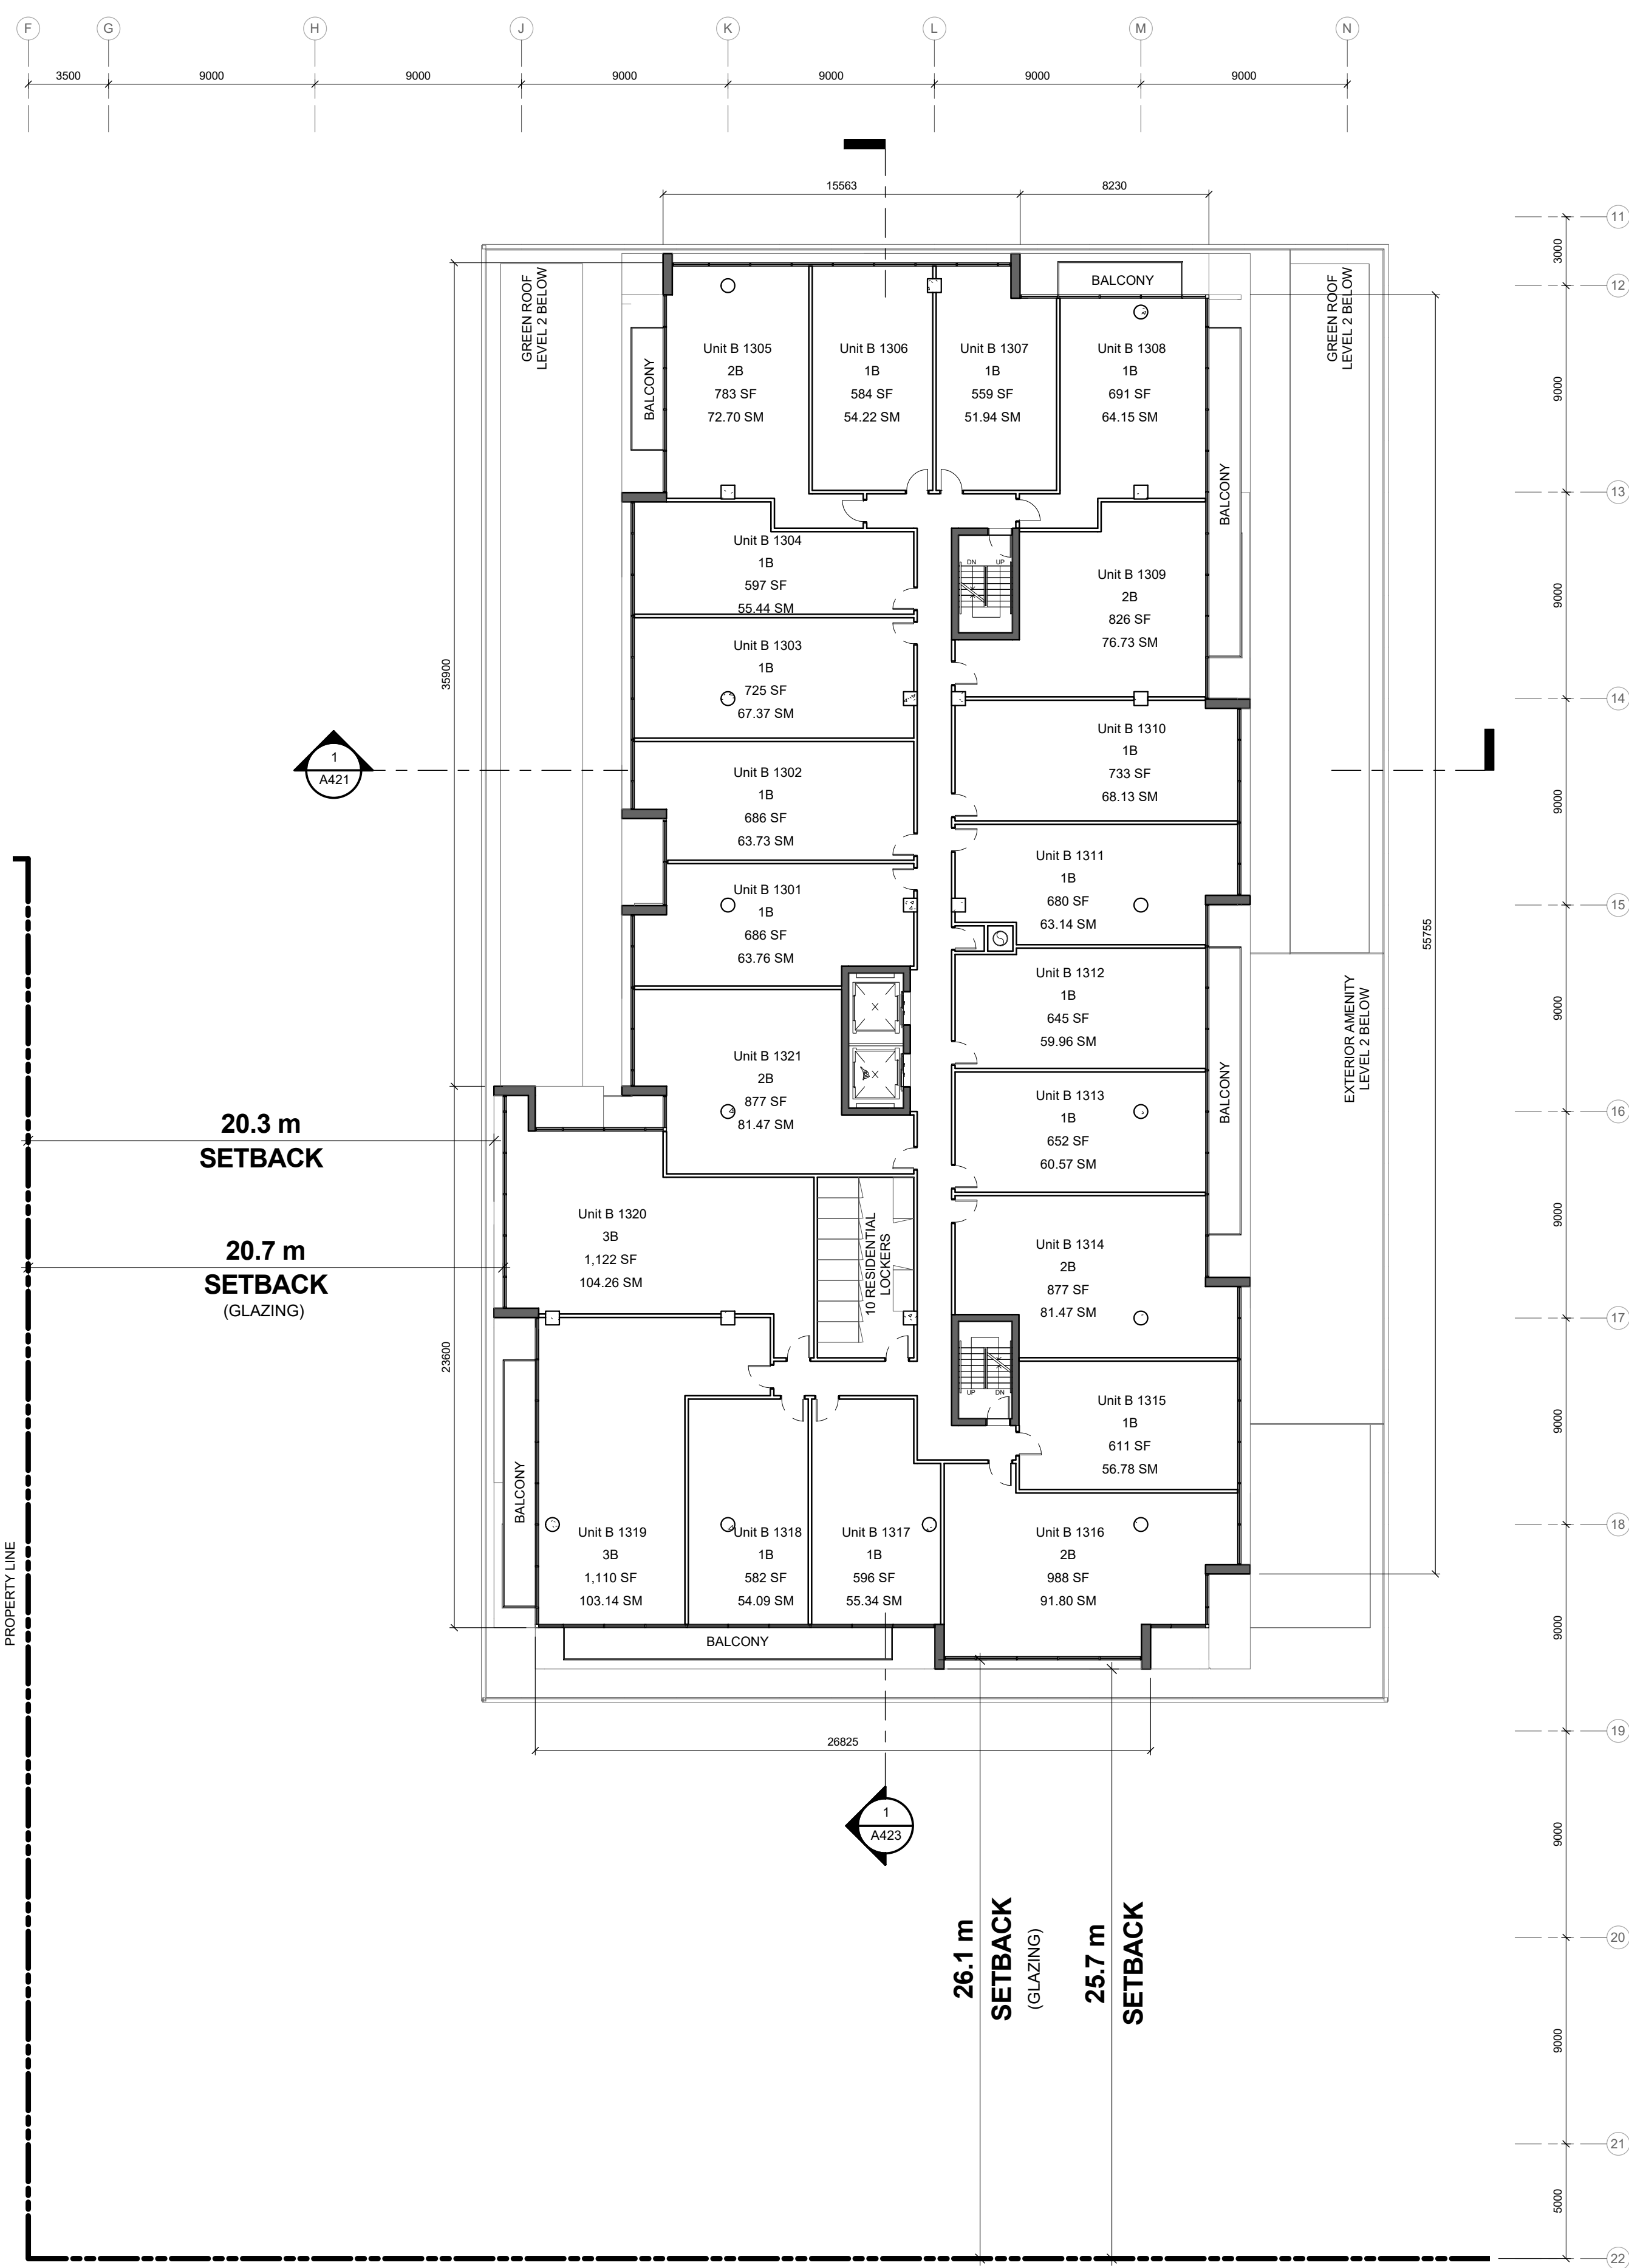 F
G
H
J
K
L
M
N
3500
9000
9000
9000
9000
9000
9000
15563
8230
11
3000
12
9000
13
9000
14
9000
15
9000
16
9000
17
9000
18
9000
19
9000
20
9000
21
5000
22
GREEN ROOF
LEVEL 2 BELOW
BALCONY
BALCONY
GREEN ROOF
LEVEL 2 BELOW
Unit B 1305
2B
783 SF
72.70 SM
Unit B 1306
1B
584 SF
54.22 SM
Unit B 1307
1B
559 SF
51.94 SM
Unit B 1308
1B
691 SF
64.15 SM
BALCONY
Unit B 1304
1B
597 SF
55.44 SM
DN
UP
Unit B 1309
2B
826 SF
76.73 SM
35900
Unit B 1303
1B
725 SF
67.37 SM
Unit B 1310
1B
733 SF
68.13 SM
1
A421
Unit B 1302
1B
686 SF
63.73 SM
Unit B 1311
1B
680 SF
63.14 SM
55755
Unit B 1301
1B
686 SF
63.76 SM
Unit B 1312
1B
645 SF
59.96 SM
EXTERIOR AMENITY
LEVEL 2 BELOW
BALCONY
Unit B 1321
2B
877 SF
81.47 SM
Unit B 1313
1B
652 SF
60.57 SM
20.3 m
SETBACK
20.7 m
SETBACK
(GLAZING)
Unit B 1320
3B
1,122 SF
104.26 SM
10 RESIDENTIAL
LOCKERS
Unit B 1314
2B
877 SF
81.47 SM
23600
UP
DN
Unit B 1315
1B
611 SF
56.78 SM
BALCONY
Unit B 1319
3B
1,110 SF
103.14 SM
Unit B 1318
1B
582 SF
54.09 SM
Unit B 1317
1B
596 SF
55.34 SM
Unit B 1316
2B
988 SF
91.80 SM
BALCONY
PROPERTY LINE
26825
1
A423
26.1 m
SETBACK
(GLAZING)
25.7 m
SETBACK